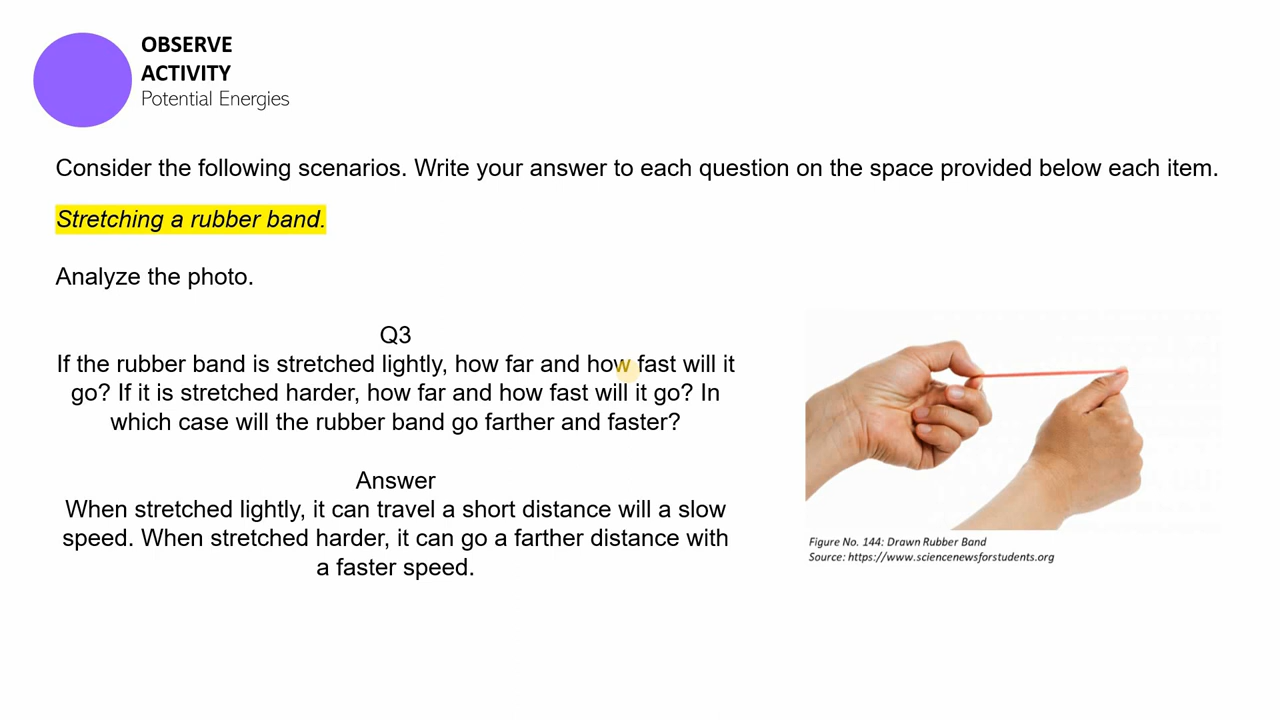 OBSERVE
ACTIVITY
Potential Energies
Consider the following scenarios. Write your answer to each question on the space provided below each item.
Stretching a rubber band.
Analyze the photo.
Q3
If the rubber band is stretched lightly, how far and how fast will it
go? If it is stretched harder, how far and how fast will it go? In
which case will the rubber band go farther and faster?
Answer
When stretched lightly, it can travel a short distance will a slow
speed. When stretched harder, it can go a farther distance with
a faster speed.
Figure No. 144: Drawn Rubber Band
Source: https://www.sciencenewsforstudents.org